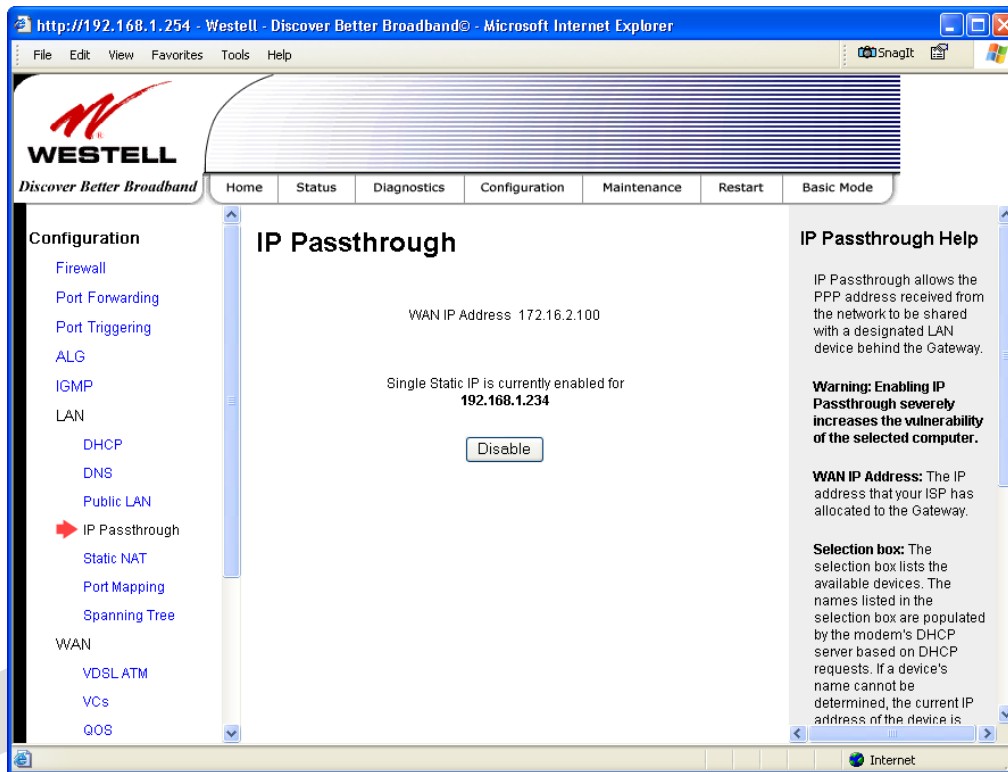 http://192.168.1.254 - Westell - Discover Better Broadband© - Microsoft Internet Explorer
File Edit View Favorites Tools Help
SnagIt
WESTELL
®
Discover Better Broadband
Home Status Diagnostics Configuration Maintenance Restart Basic Mode
Configuration
Firewall
Port Forwarding
Port Triggering
ALG
IGMP
LAN
DHCP
DNS
Public LAN
IP Passthrough
Static NAT
Port Mapping
Spanning Tree
WAN
VDSL ATM
VCs
QOS
IP Passthrough
WAN IP Address 172.16.2.100
Single Static IP is currently enabled for
192.168.1.234
Disable
IP Passthrough Help
IP Passthrough allows the
PPP address received from
the network to be shared
with a designated LAN
device behind the Gateway.
Warning: Enabling IP
Passthrough severely
increases the vulnerability
of the selected computer.
WAN IP Address: The IP
address that your ISP has
allocated to the Gateway.
Selection box: The
selection box lists the
available devices. The
names listed in the
selection box are populated
by the modem's DHCP
server based on DHCP
requests. If a device's
name cannot be
determined, the current IP
address of the device is
Internet